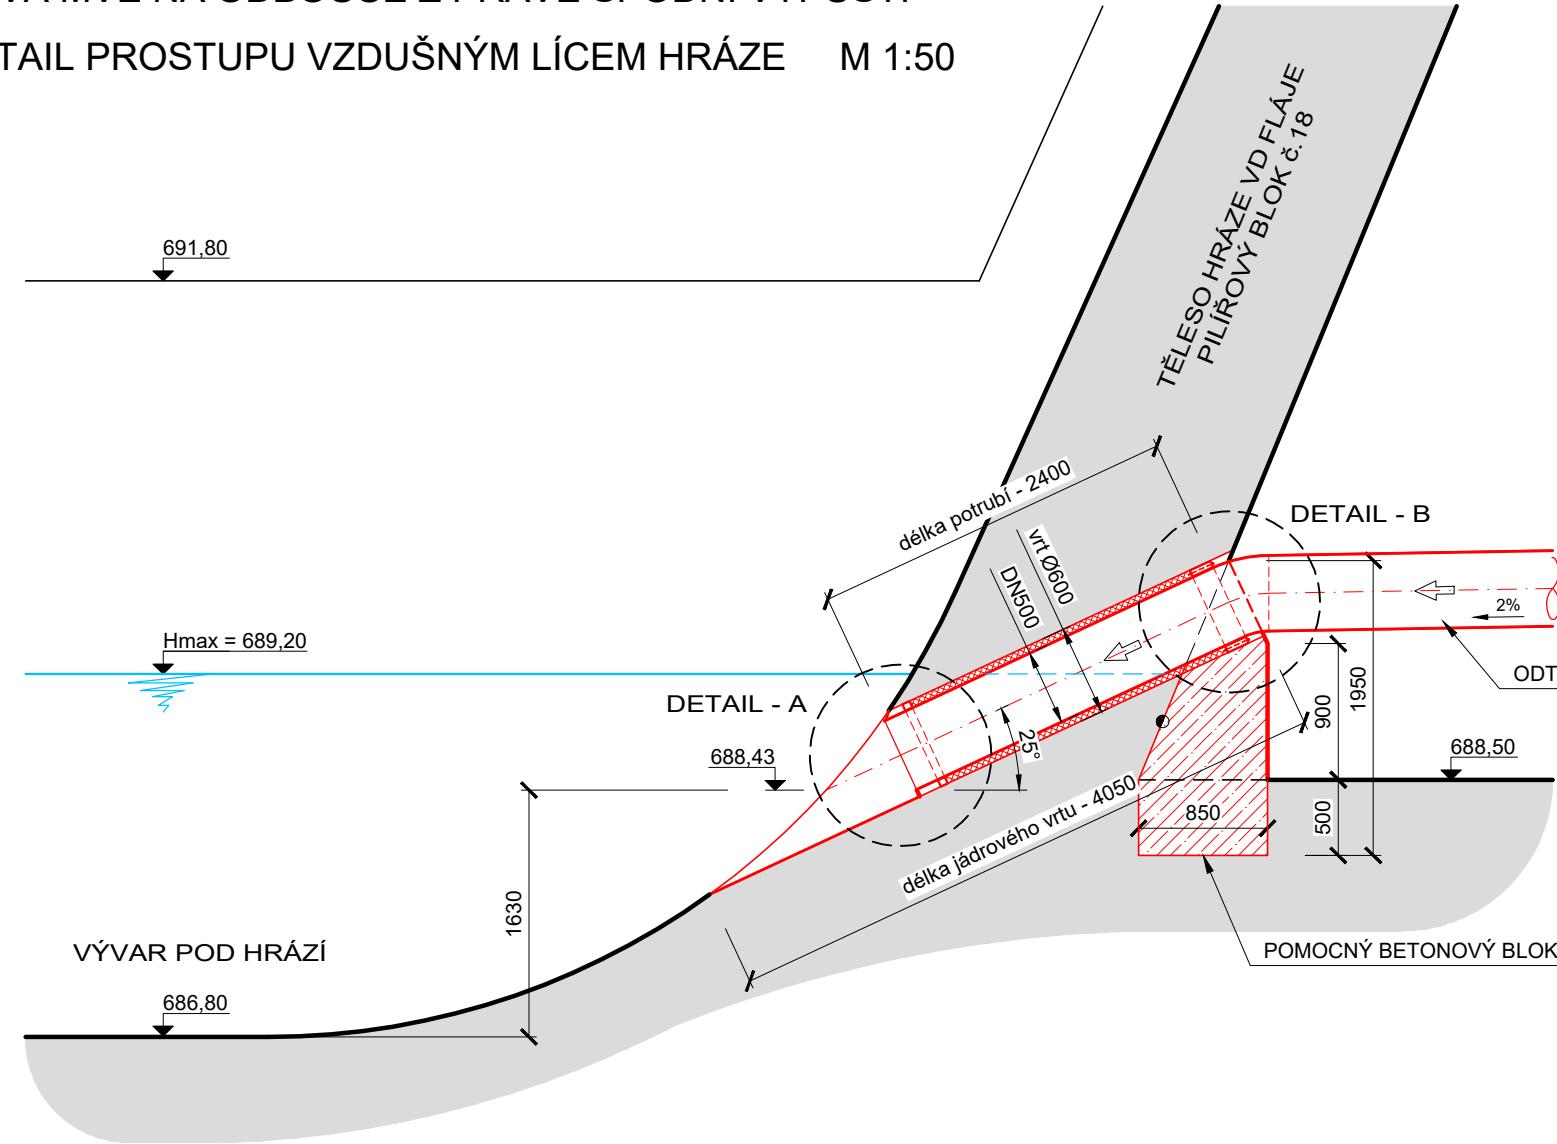 TAIL PROSTUPU VZDUŠNÝM LÍCEM HRÁZE M 1:50
TĚLESO HRÁZE VD FLÁJE
PILÍŘOVÝ BLOK č.18
691,80
délka potrubí - 2400
DETAIL - B
vrt Ø600
DN500
2%
Hmax = 689,20
ODT
DETAIL - A
1950
900
25°
688,43
688,50
délka jádrového vrtu - 4050
850
500
1630
VÝVAR POD HRÁZÍ
POMOCNÝ BETONOVÝ BLOK
686,80